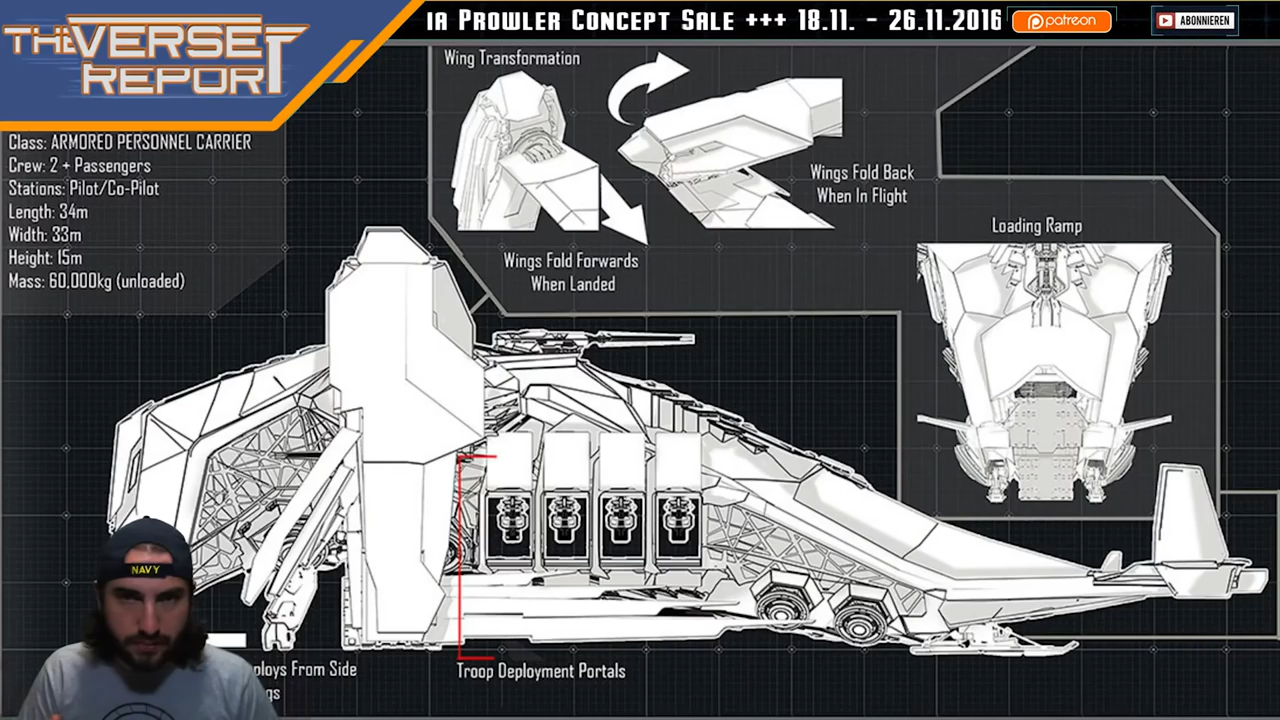 THE VERSE
REPORT
IA PROWLER CONCEPT SALE +++ 18.11. - 26.11.2016
patreon
ABONNIEREN
Class: ARMORED PERSONNEL CARRIER
Crew: 2 + Passengers
Stations: Pilot/Co-Pilot
Length: 34m
Width: 33m
Height: 15m
Mass: 60,000kg (unloaded)
Wing Transformation
Wings Fold Back
When In Flight
Wings Fold Forwards
When Landed
Loading Ramp
NAVY
ploys From Side
gs
Troop Deployment Portals